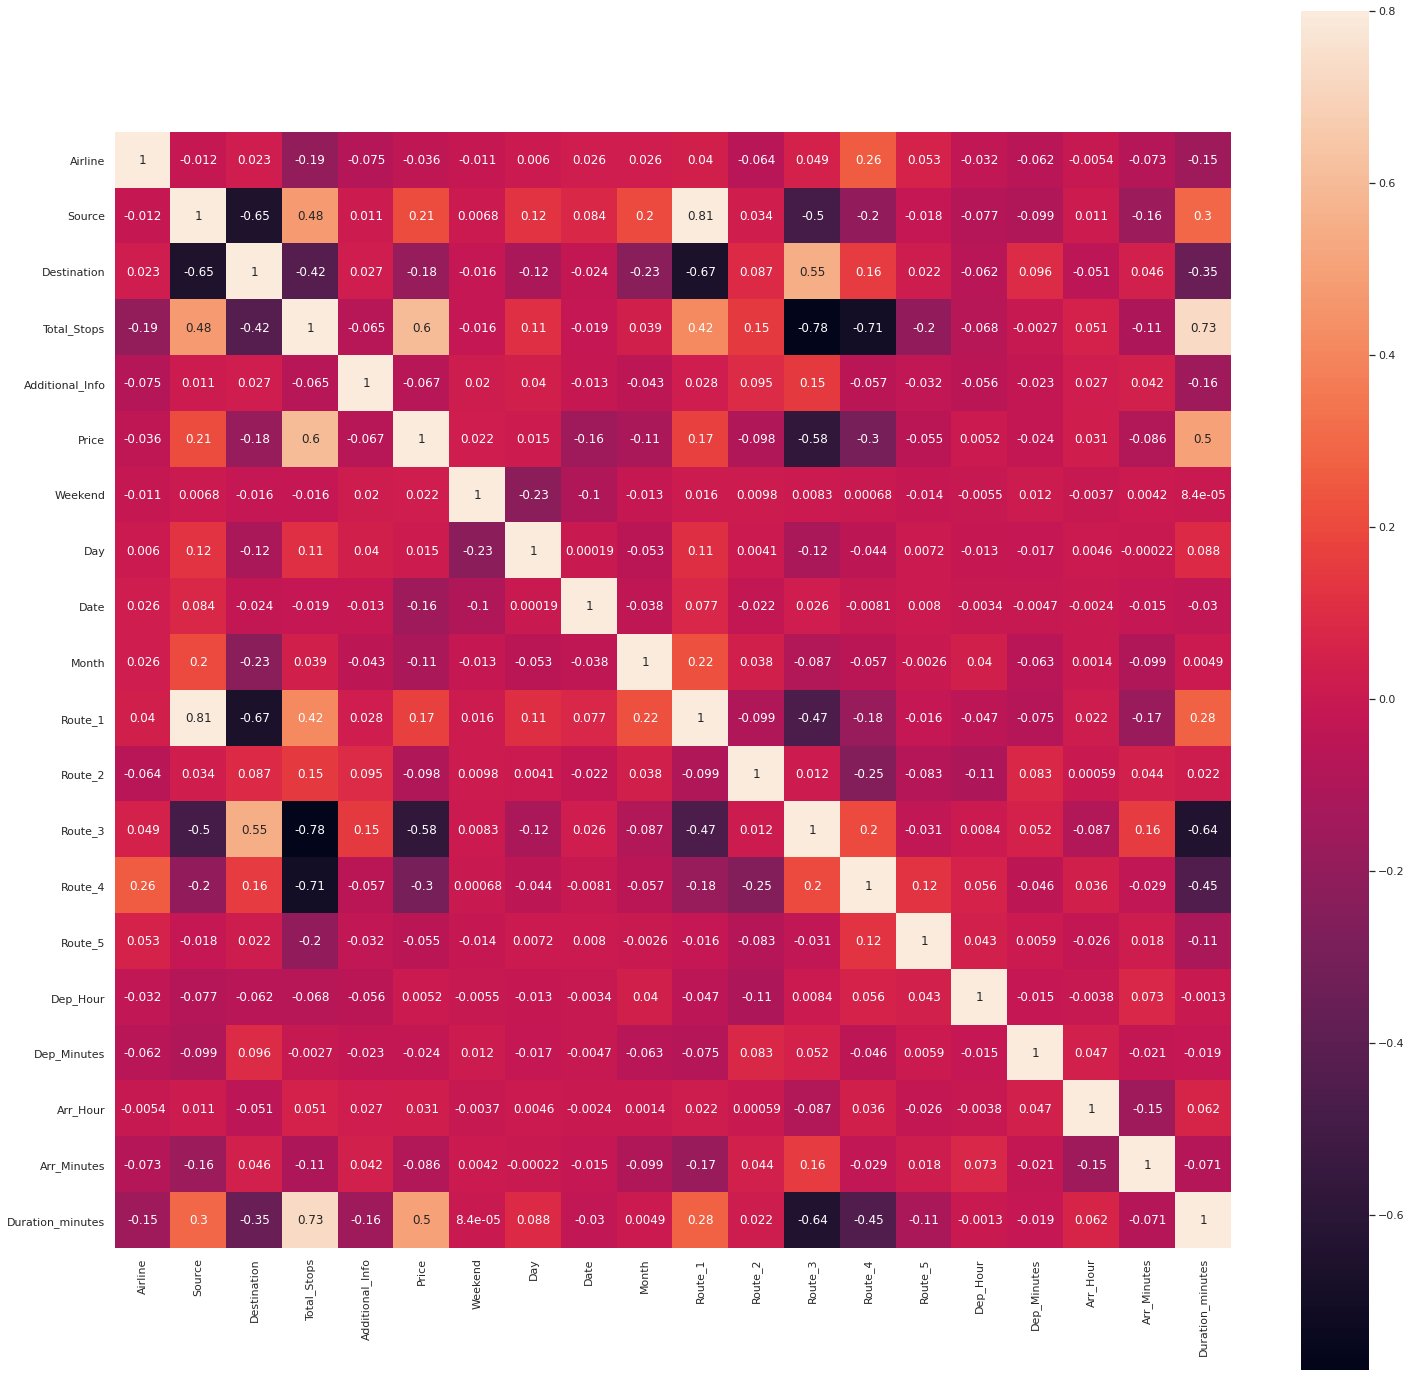 0.8
Airline 1 -0.012 0.023 -0.19 -0.075 -0.036 -0.011 0.006 0.026 0.026 0.04 -0.064 0.049 0.26 0.053 -0.032 -0.062 -0.0054 -0.073 -0.15
0.6
Source -0.012 1 -0.65 0.48 0.011 0.21 0.0068 0.12 0.084 0.2 0.81 0.034 -0.5 -0.2 -0.018 -0.077 -0.099 0.011 -0.16 0.3
Destination 0.023 -0.65 1 -0.42 0.027 -0.18 -0.016 -0.12 -0.024 -0.23 -0.67 0.087 0.55 0.16 0.022 -0.062 0.096 -0.051 0.046 -0.35
Total_Stops -0.19 0.48 -0.42 1 -0.065 0.6 -0.016 0.11 -0.019 0.039 0.42 0.15 -0.78 -0.71 -0.2 -0.068 -0.0027 0.051 -0.11 0.73
0.4
Additional_Info -0.075 0.011 0.027 -0.065 1 -0.067 0.02 0.04 -0.013 -0.043 0.028 0.095 0.15 -0.057 -0.032 -0.056 -0.023 0.027 0.042 -0.16
Price -0.036 0.21 -0.18 0.6 -0.067 1 0.022 0.015 -0.16 -0.11 0.17 -0.098 -0.58 -0.3 -0.055 0.0052 -0.024 0.031 -0.086 0.5
Weekend -0.011 0.0068 -0.016 -0.016 0.02 0.022 1 -0.23 -0.1 -0.013 0.016 0.0098 0.0083 0.00068 -0.014 -0.0055 0.012 -0.0037 0.0042 8.4e-05
0.2
Day 0.006 0.12 -0.12 0.11 0.04 0.015 -0.23 1 0.00019 -0.053 0.11 0.0041 -0.12 -0.044 0.0072 -0.013 -0.017 0.0046 -0.00022 0.088
Date 0.026 0.084 -0.024 -0.019 -0.013 -0.16 -0.1 0.00019 1 -0.038 0.077 -0.022 0.026 -0.0081 0.008 -0.0034 -0.0047 -0.0024 -0.015 -0.03
Month 0.026 0.2 -0.23 0.039 -0.043 -0.11 -0.013 -0.053 -0.038 1 0.22 0.038 -0.087 -0.057 -0.0026 0.04 -0.063 0.0014 -0.099 0.0049
0.0
Route_1 0.04 0.81 -0.67 0.42 0.028 0.17 0.016 0.11 0.077 0.22 1 -0.099 -0.47 -0.18 -0.016 -0.047 -0.075 0.022 -0.17 0.28
Route_2 -0.064 0.034 0.087 0.15 0.095 -0.098 0.0098 0.0041 -0.022 0.038 -0.099 1 0.012 -0.25 -0.083 -0.11 0.083 0.00059 0.044 0.022
Route_3 0.049 -0.5 0.55 -0.78 0.15 -0.58 0.0083 -0.12 0.026 -0.087 -0.47 0.012 1 0.2 -0.031 0.0084 0.052 -0.087 0.16 -0.64
−0.2
Route_4 0.26 -0.2 0.16 -0.71 -0.057 -0.3 0.00068 -0.044 -0.0081 -0.057 -0.18 -0.25 0.2 1 0.12 0.056 -0.046 0.036 -0.029 -0.45
Route_5 0.053 -0.018 0.022 -0.2 -0.032 -0.055 -0.014 0.0072 0.008 -0.0026 -0.016 -0.083 -0.031 0.12 1 0.043 0.0059 -0.026 0.018 -0.11
Dep_Hour -0.032 -0.077 -0.062 -0.068 -0.056 0.0052 -0.0055 -0.013 -0.0034 0.04 -0.047 -0.11 0.0084 0.056 0.043 1 -0.015 -0.0038 0.073 -0.0013
−0.4
Dep_Minutes -0.062 -0.099 0.096 -0.0027 -0.023 -0.024 0.012 -0.017 -0.0047 -0.063 -0.075 0.083 0.052 -0.046 0.0059 -0.015 1 0.047 -0.021 -0.019
Arr_Hour -0.0054 0.011 -0.051 0.051 0.027 0.031 -0.0037 0.0046 -0.0024 0.0014 0.022 0.00059 -0.087 0.036 -0.026 -0.0038 0.047 1 -0.15 0.062
Arr_Minutes -0.073 -0.16 0.046 -0.11 0.042 -0.086 0.0042 -0.00022 -0.015 -0.099 -0.17 0.044 0.16 -0.029 0.018 0.073 -0.021 -0.15 1 -0.071
−0.6
Duration_minutes -0.15 0.3 -0.35 0.73 -0.16 0.5 8.4e-05 0.088 -0.03 0.0049 0.28 0.022 -0.64 -0.45 -0.11 -0.0013 -0.019 0.062 -0.071 1
Airline Source Destination Total_Stops Additional_Info Price Weekend Day Date Month Route_1 Route_2 Route_3 Route_4 Route_5 Dep_Hour Dep_Minutes Arr_Hour Arr_Minutes Duration_minutes